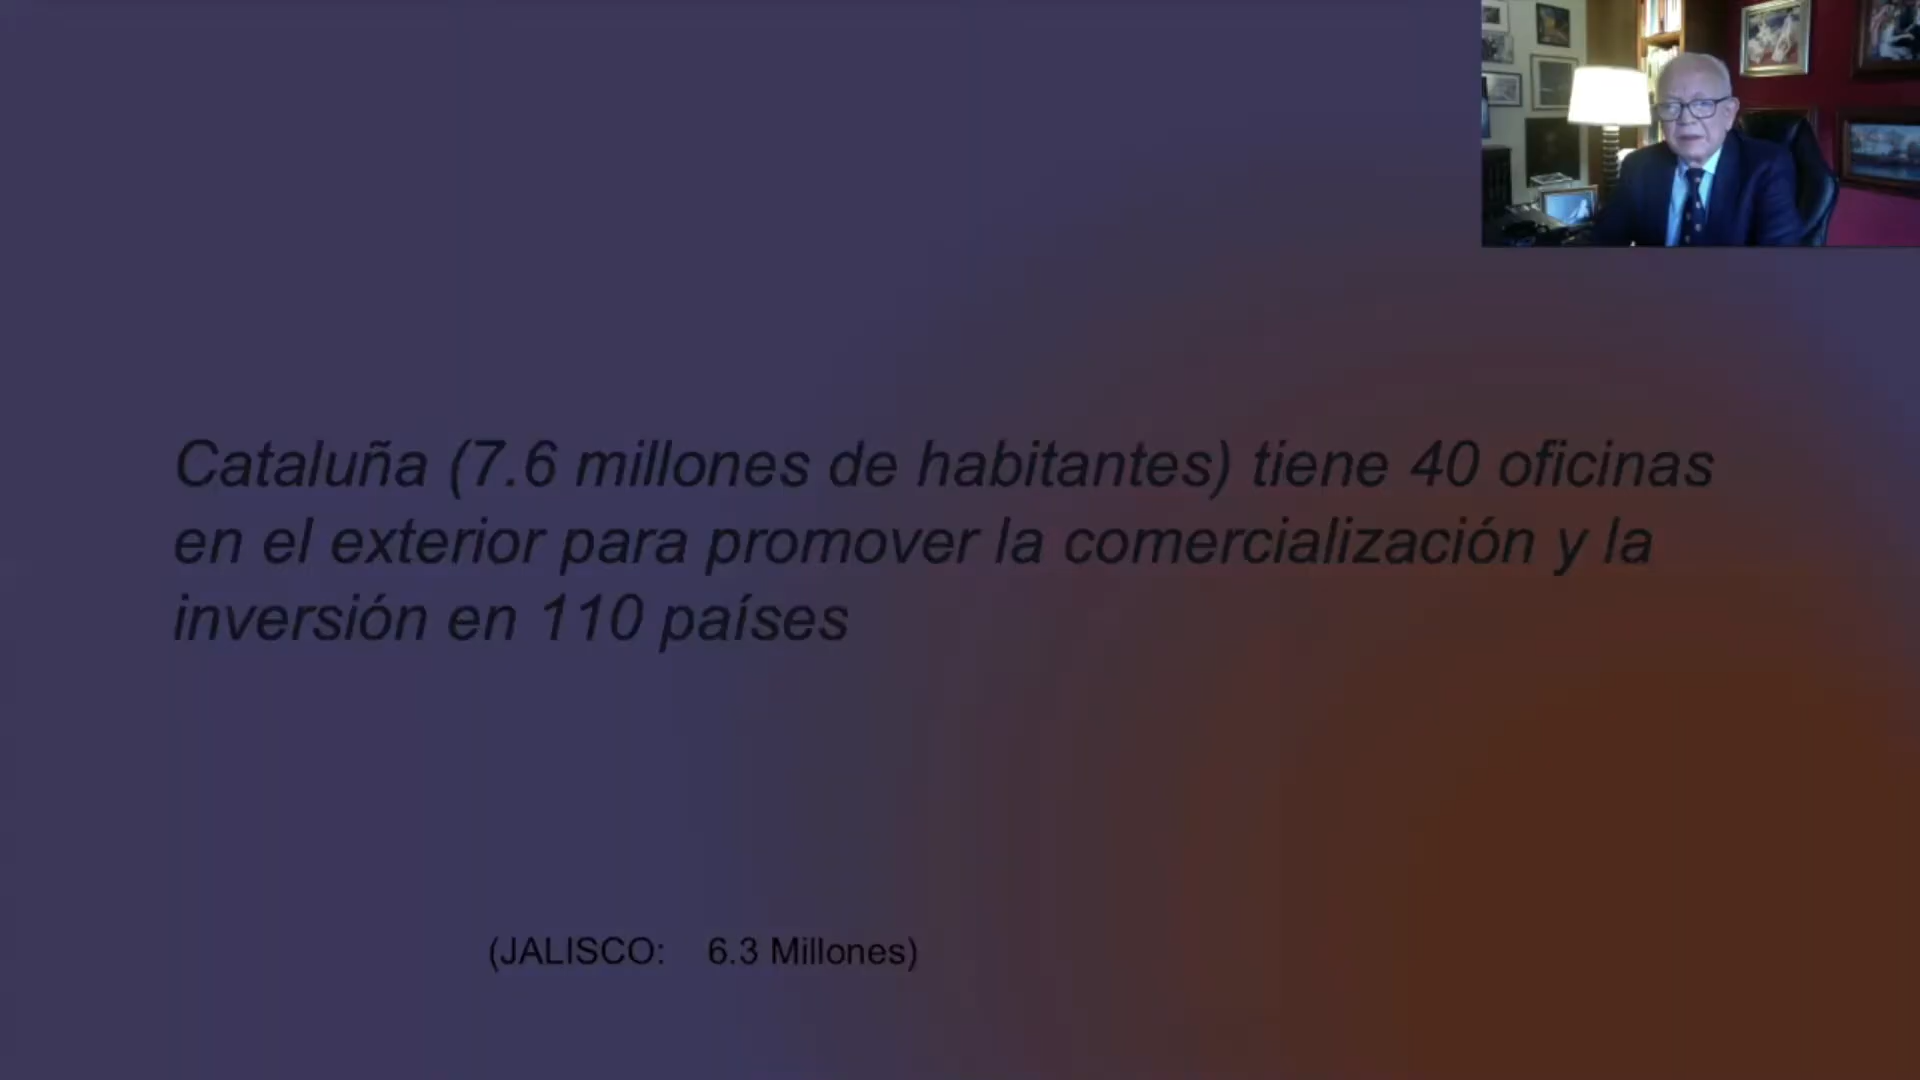 Cataluña (7.6 millones de habitantes) tiene 40 oficinas
en el exterior para promover la comercialización y la
inversión en 110 países
(JALISCO: 6.3 Millones)